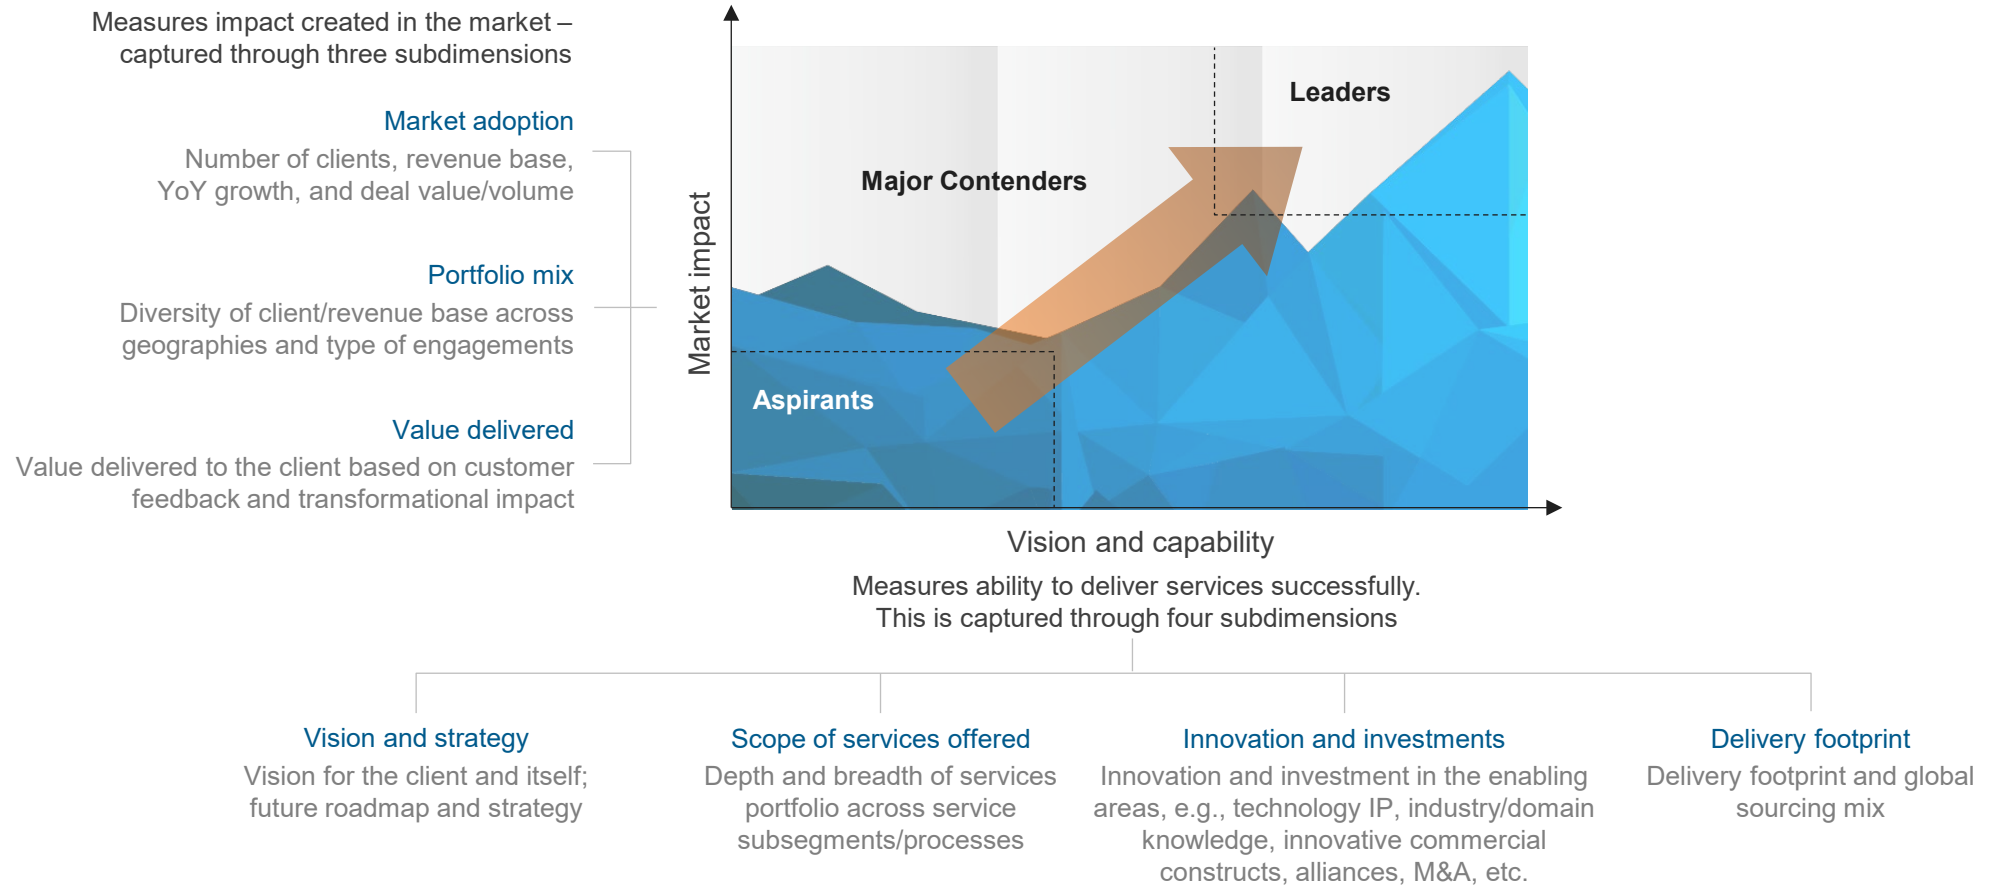 Measures impact created in the market –
captured through three subdimensions
Market adoption
Number of clients, revenue base,
YoY growth, and deal value/volume
Portfolio mix
Diversity of client/revenue base across
geographies and type of engagements
Value delivered
Value delivered to the client based on customer
feedback and transformational impact
Market impact
Leaders
Major Contenders
Aspirants
Vision and capability
Measures ability to deliver services successfully.
This is captured through four subdimensions
Vision and strategy
Vision for the client and itself;
future roadmap and strategy
Scope of services offered
Depth and breadth of services
portfolio across service
subsegments/processes
Innovation and investments
Innovation and investment in the enabling
areas, e.g., technology IP, industry/domain
knowledge, innovative commercial
constructs, alliances, M&A, etc.
Delivery footprint
Delivery footprint and global
sourcing mix